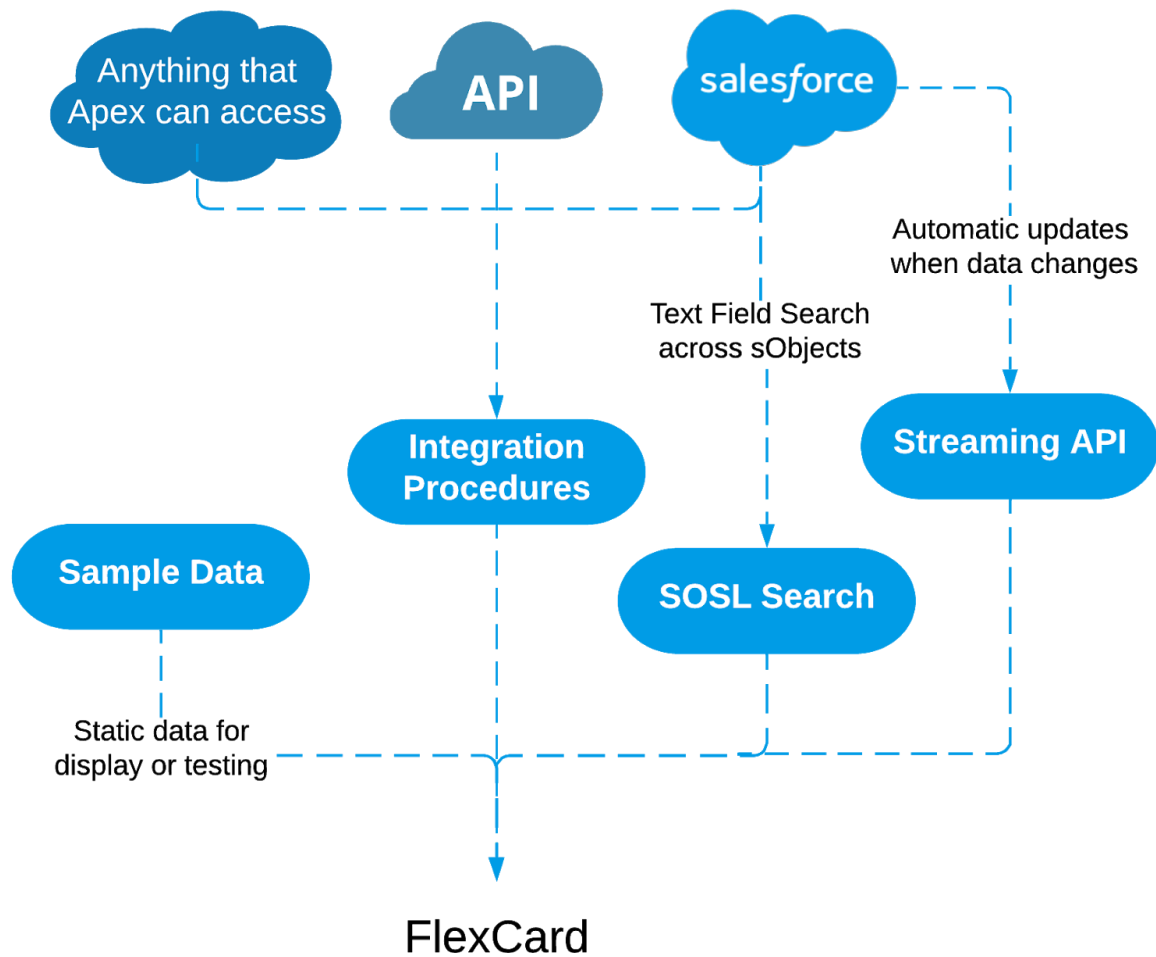 Anything that
Apex can access
API
salesforce
Automatic updates
when data changes
Text Field Search
across sObjects
Integration
Procedures
Streaming API
Sample Data
SOSL Search
Static data for
display or testing
FlexCard